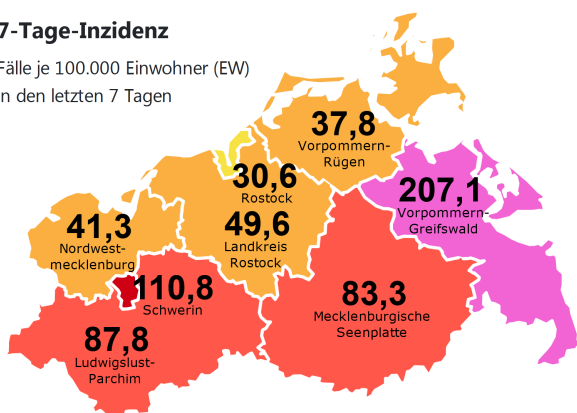 7-Tage-Inzidenz
Fälle je 100.000 Einwohner (EW)
in den letzten 7 Tagen
37,8
Vorpommern-
Rügen
30,6
Rostock
207,1
Vorpommern-
Greifswald
41,3
Nordwest-
mecklenburg
49,6
Landkreis
Rostock
110,8
Schwerin
83,3
Mecklenburgische
Seenplatte
87,8
Ludwigslust-
Parchim